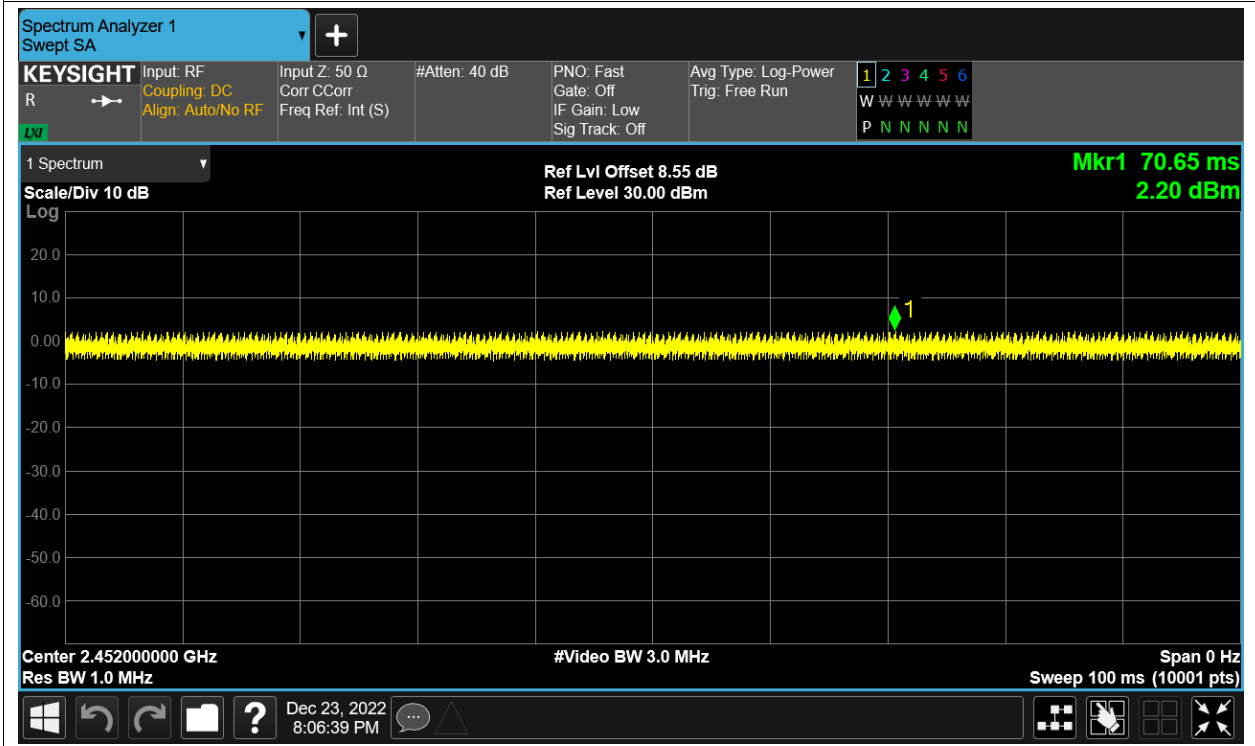 Spectrum Analyzer 1
Swept SA
KEYSIGHT
R
LXI
Input: RF
Coupling: DC
Align: Auto/No RF
Input Z: 50 Ω
Corr CCorr
Freq Ref: Int (S)
#Atten: 40 dB
PNO: Fast
Gate: Off
IF Gain: Low
Sig Track: Off
Avg Type: Log-Power
Trig: Free Run
1 2 3 4 5 6
W W W W W W
P N N N N N
1 Spectrum
Scale/Div 10 dB
Log
Ref Lvl Offset 8.55 dB
Ref Level 30.00 dBm
Mkr1 70.65 ms
2.20 dBm
20.0
10.0
1
0.00
-10.0
-20.0
-30.0
-40.0
-50.0
-60.0
Center 2.452000000 GHz
Res BW 1.0 MHz
#Video BW 3.0 MHz
Span 0 Hz
Sweep 100 ms (10001 pts)
?
Dec 23, 2022
8:06:39 PM